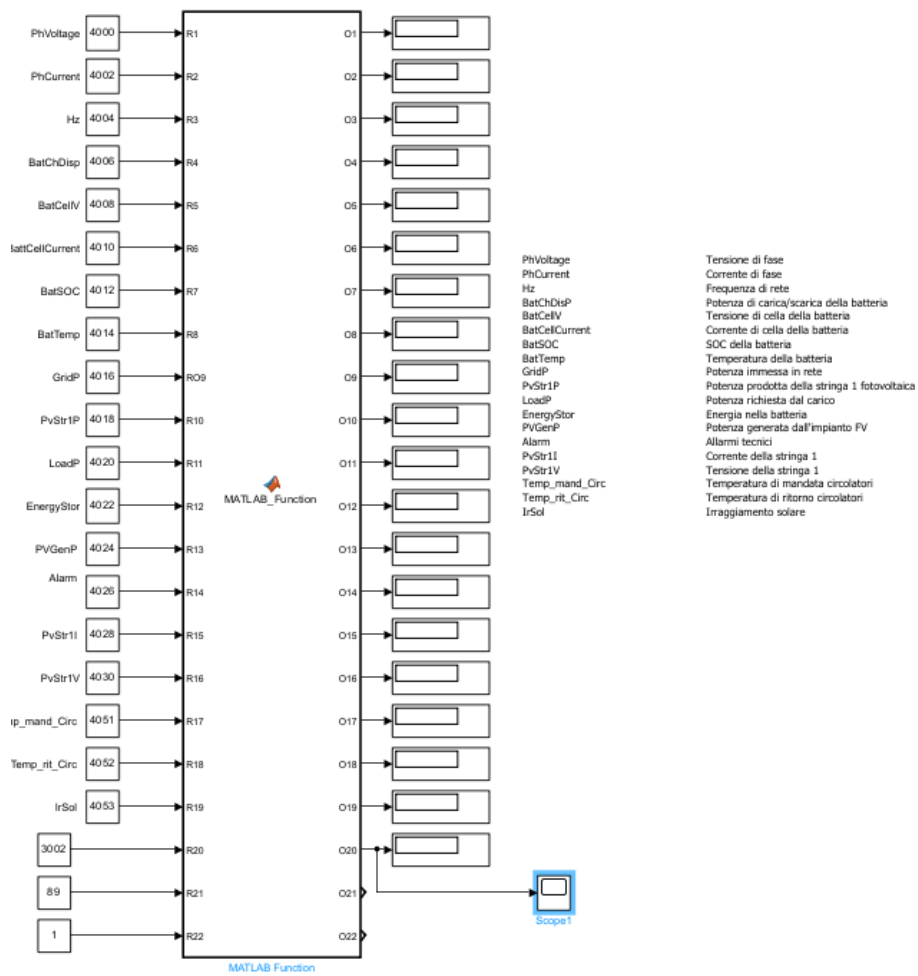 PhVoltage 4000 R1 O1
PhCurrent 4002 R2 O2
Hz 4004 R3 O3
BatChDisp 4006 R4 O4
BatCellV 4008 R5 O5
BattCellCurrent 4010 R6 O6
BatSOC 4012 R7 O7
BatTemp 4014 R8 O8
GridP 4016 RO9 O9
PvStr1P 4018 R10 O10
LoadP 4020 R11 O11
EnergyStor 4022 R12 O12
PVGenP 4024 R13 O13
Alarm 4026 R14 O14
PvStr1I 4028 R15 O15
PvStr1V 4030 R16 O16
p_mand_Circ 4051 R17 O17
Temp_rit_Circ 4052 R18 O18
IrSol 4053 R19 O19
3002 R20 O20
89 R21 O21
1 R22 O22
MATLAB_Function
MATLAB Function
PhVoltage Tensione di fase
PhCurrent Corrente di fase
Hz Frequenza di rete
BatChDisP Potenza di carica/scarica della batteria
BatCellV Tensione di cella della batteria
BatCellCurrent Corrente di cella della batteria
BatSOC SOC della batteria
BatTemp Temperatura della batteria
GridP Potenza immessa in rete
PvStr1P Potenza prodotta della stringa 1 fotovoltaica
LoadP Potenza richiesta dal carico
EnergyStor Energia nella batteria
PVGenP Potenza generata dall'impianto FV
Alarm Allarmi tecnici
PvStr1I Corrente della stringa 1
PvStr1V Tensione della stringa 1
Temp_mand_Circ Temperatura di mandata circolatori
Temp_rit_Circ Temperatura di ritorno circolatori
IrSol Irraggiamento solare
Scope1